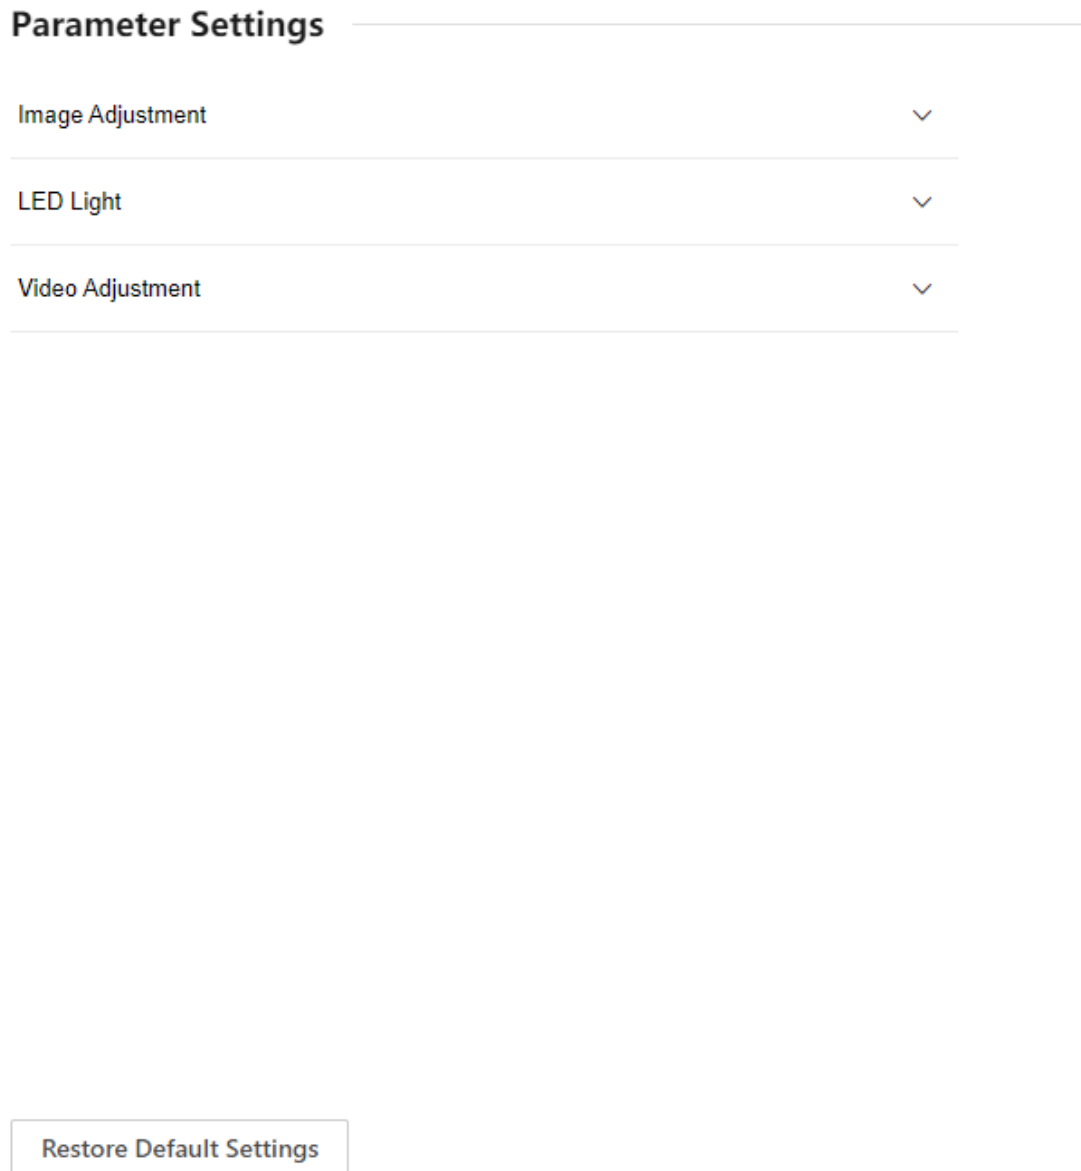 Parameter Settings
Image Adjustment
LED Light
Video Adjustment
Restore Default Settings